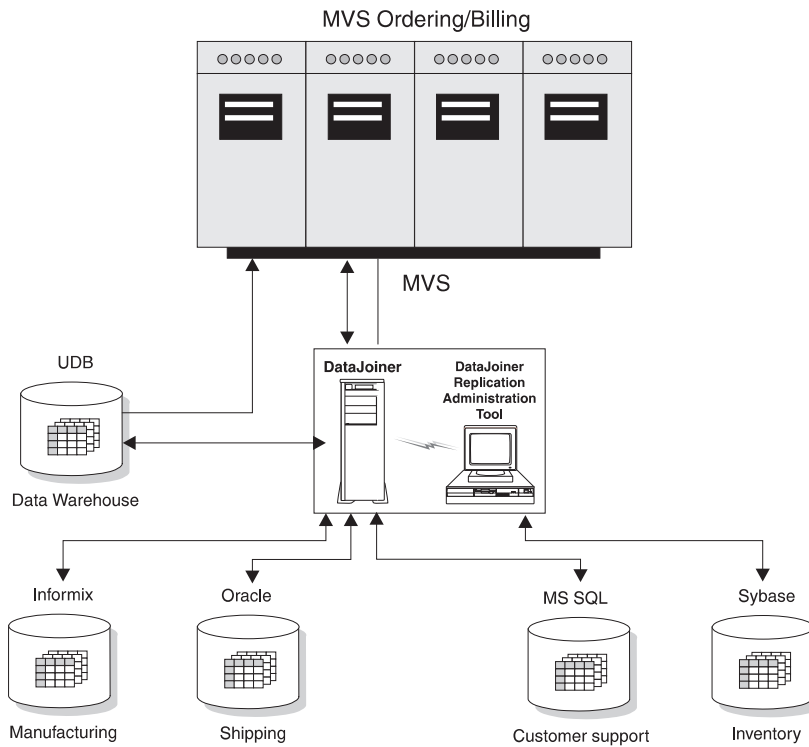 MVS Ordering/Billing
MVS
UDB
Data Warehouse
DataJoiner
DataJoiner
Replication
Administration
Tool
Informix
Oracle
MS SQL
Sybase
Manufacturing
Shipping
Customer support
Inventory